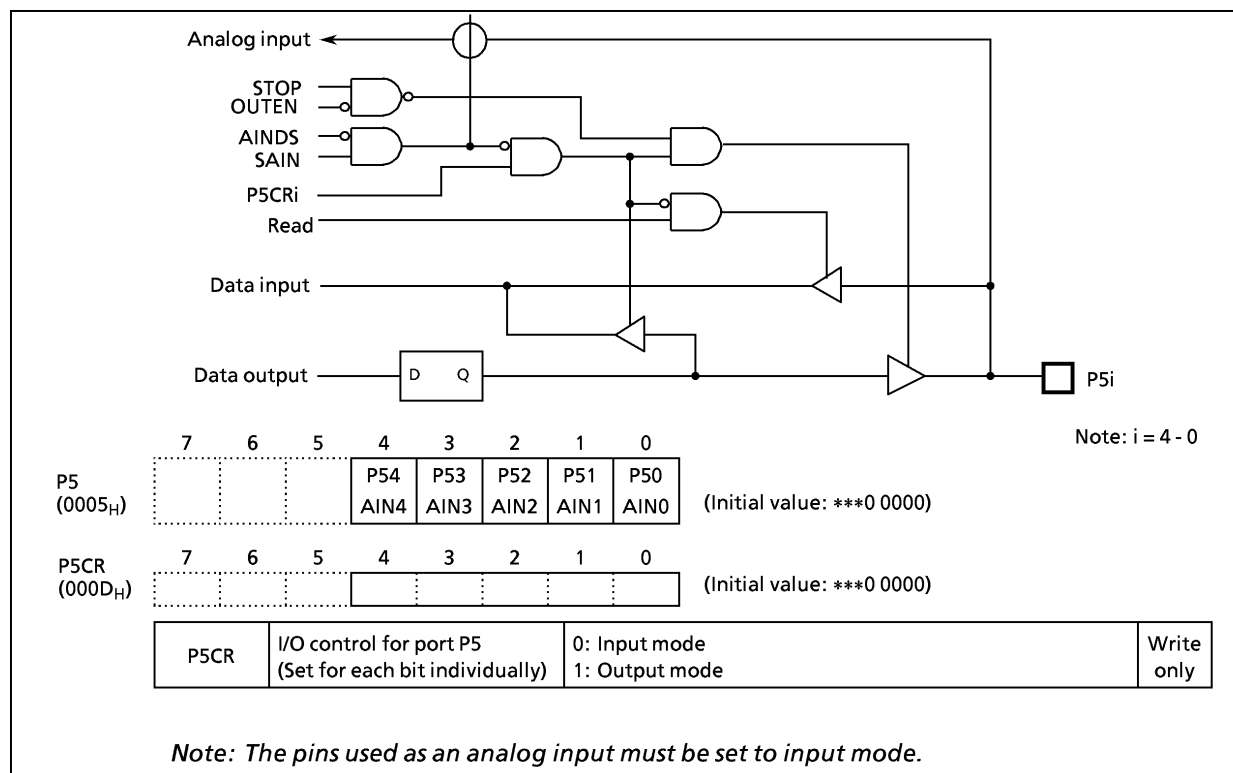 Analog input
STOP
OUTEN
AINDS
SAIN
P5CRi
Read
Data input
Data output
D Q
P5i
Note: i = 4 - 0
7 6 5 4 3 2 1 0
P5
(0005H)
P54 P53 P52 P51 P50
AIN4 AIN3 AIN2 AIN1 AIN0
(Initial value: ***0 0000)
7 6 5 4 3 2 1 0
P5CR
(000DH)
(Initial value: ***0 0000)
P5CR
I/O control for port P5
(Set for each bit individually)
0: Input mode
1: Output mode
Write
only
Note: The pins used as an analog input must be set to input mode.